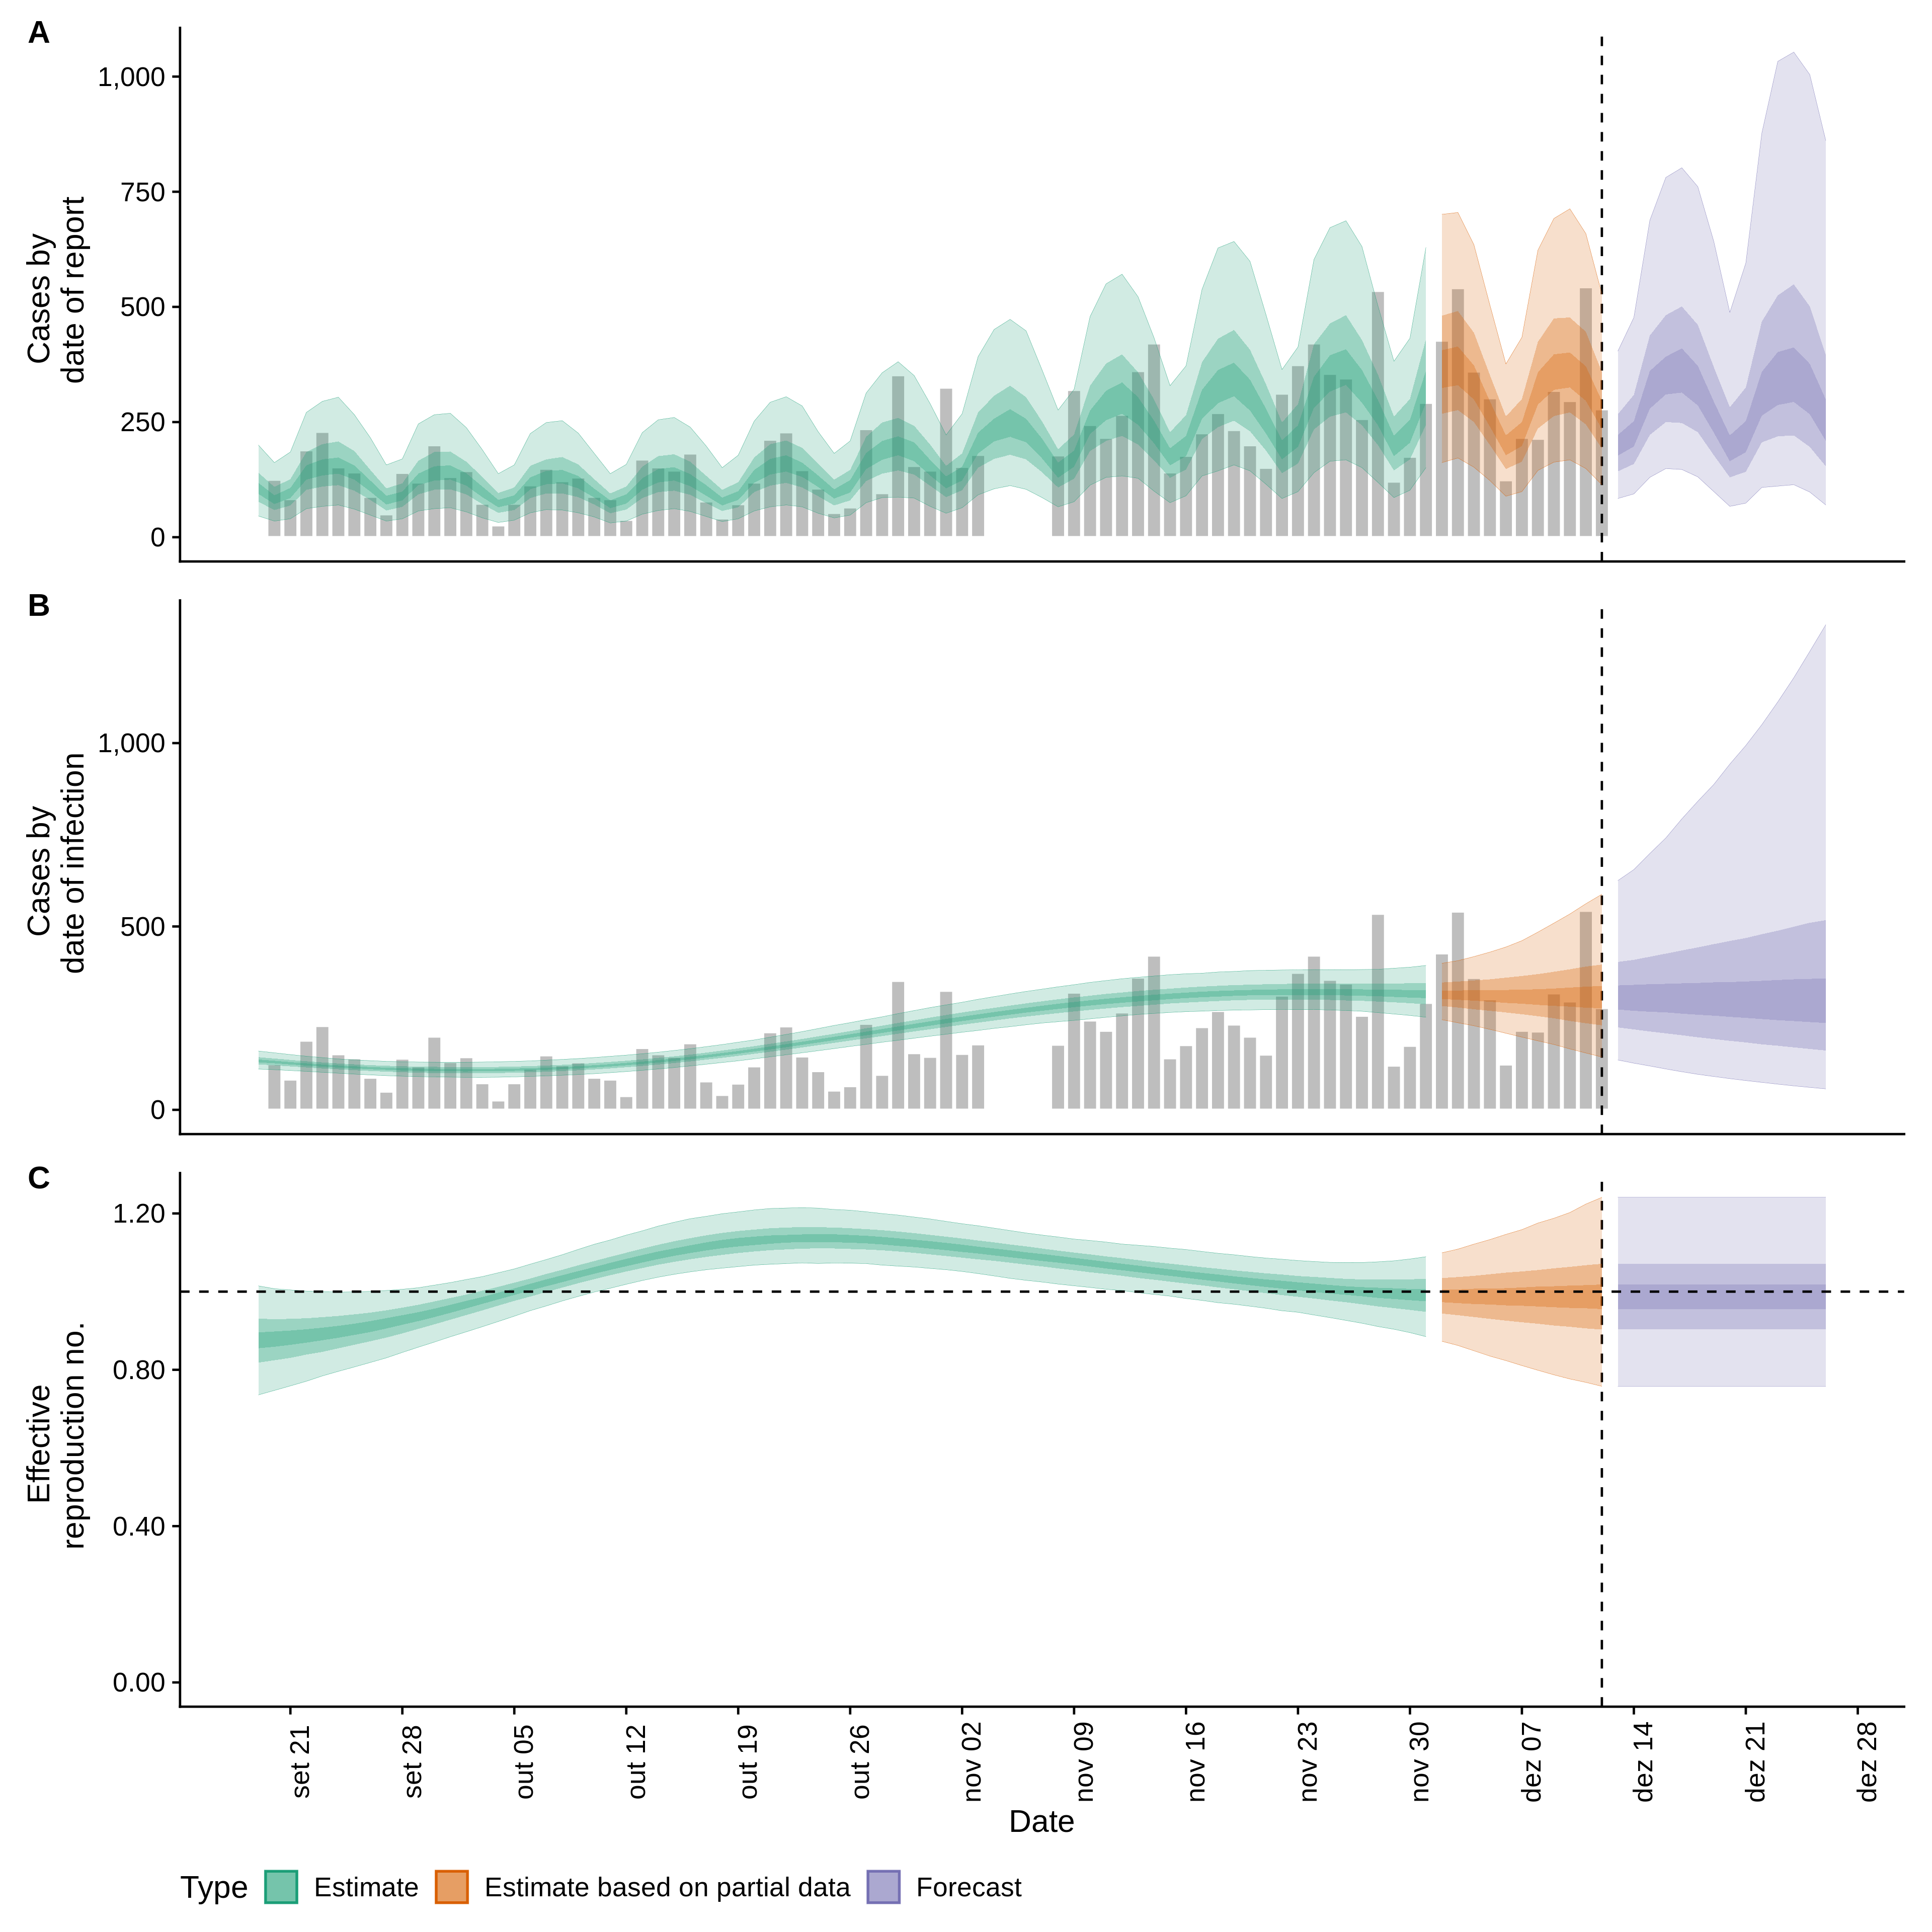 A
Cases by
date of report
1,000
750
500
250
0
B
Cases by
date of infection
1,000
500
0
C
Effective
reproduction no.
1.20
0.80
0.40
0.00
set 21
set 28
out 05
out 12
out 19
out 26
nov 02
nov 09
nov 16
nov 23
nov 30
dez 07
dez 14
dez 21
dez 28
Date
Type Estimate Estimate based on partial data Forecast